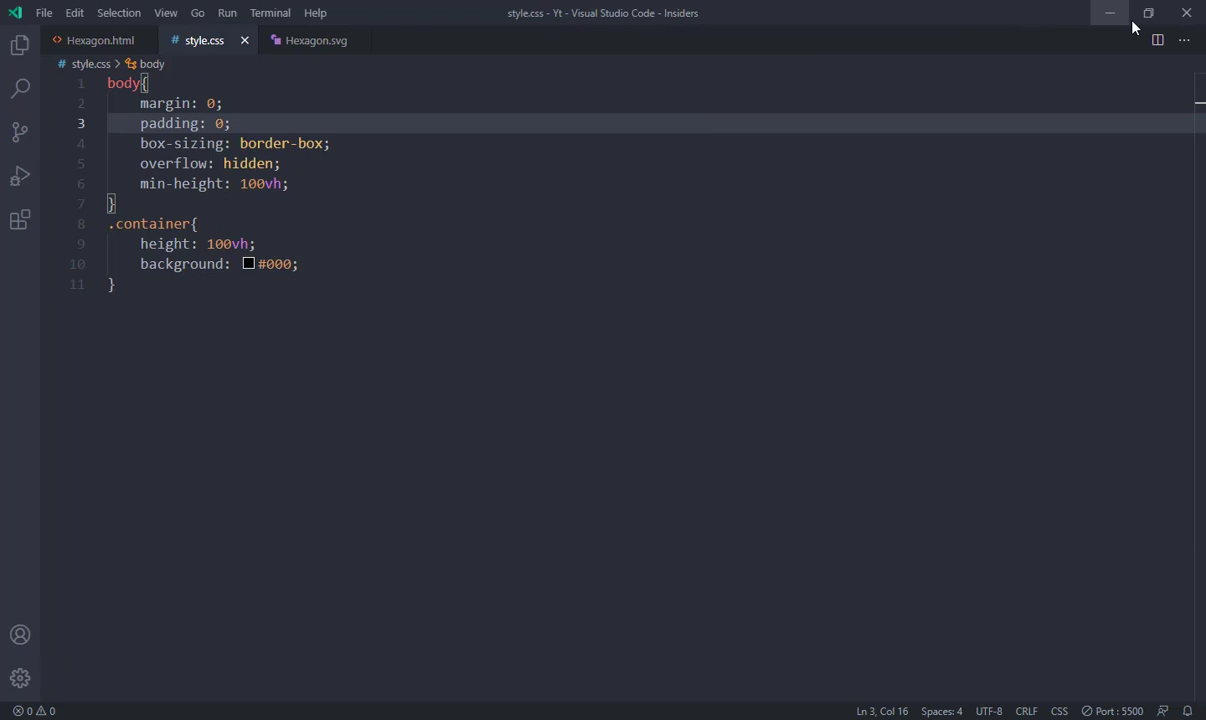 File Edit Selection View Go Run Terminal Help
style.css - Yt - Visual Studio Code - Insiders
Hexagon.html
# style.css
Hexagon.svg
# style.css > body
1 body{
2 margin: 0;
3 padding: 0;
4 box-sizing: border-box;
5 overflow: hidden;
6 min-height: 100vh;
7 }
8 .container{
9 height: 100vh;
10 background: #000;
11 }
0 0
Ln 3, Col 16 Spaces: 4 UTF-8 CRLF CSS Port : 5500